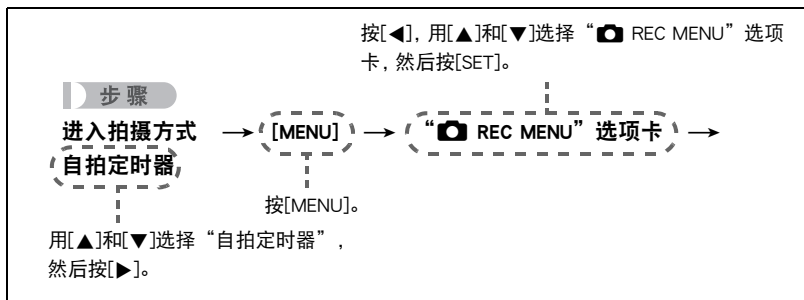 按[◀], 用[▲]和[▼]选择“📷 REC MENU”选项
卡, 然后按[SET]。
步骤
进入拍摄方式 → [MENU] → “📷 REC MENU”选项卡 →
自拍定时器
按[MENU]。
用[▲]和[▼]选择“自拍定时器”,
然后按[▶]。